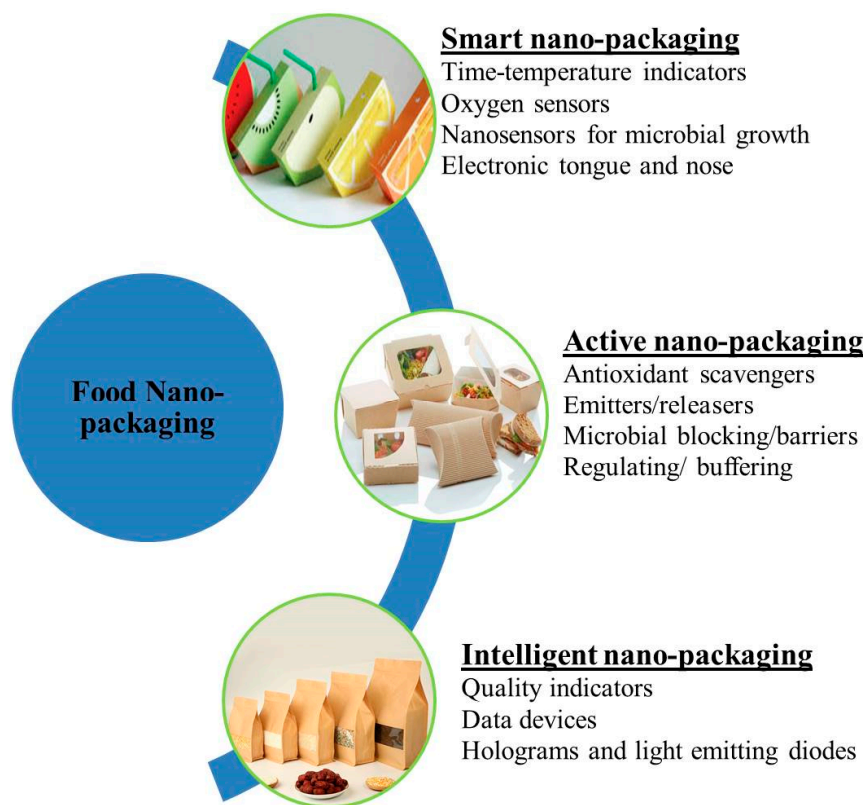 Smart nano-packaging
Time-temperature indicators
Oxygen sensors
Nanosensors for microbial growth
Electronic tongue and nose
Food Nano-
packaging
Active nano-packaging
Antioxidant scavengers
Emitters/releasers
Microbial blocking/barriers
Regulating/ buffering
Intelligent nano-packaging
Quality indicators
Data devices
Holograms and light emitting diodes